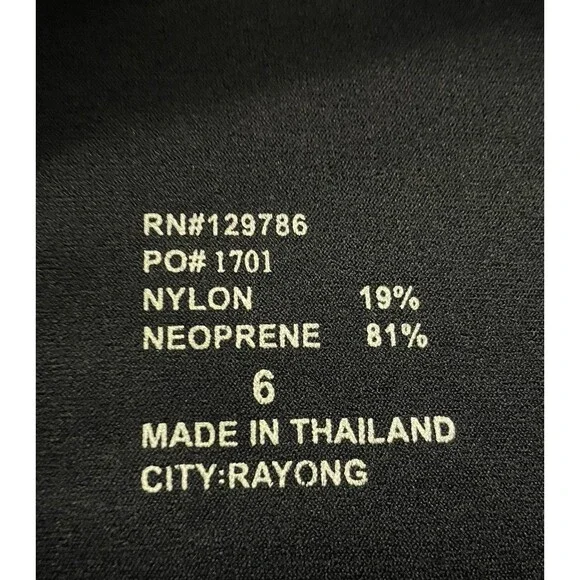 RN#129786
PO# 1701
NYLON 19%
NEOPRENE 81%
6
MADE IN THAILAND
CITY:RAYONG